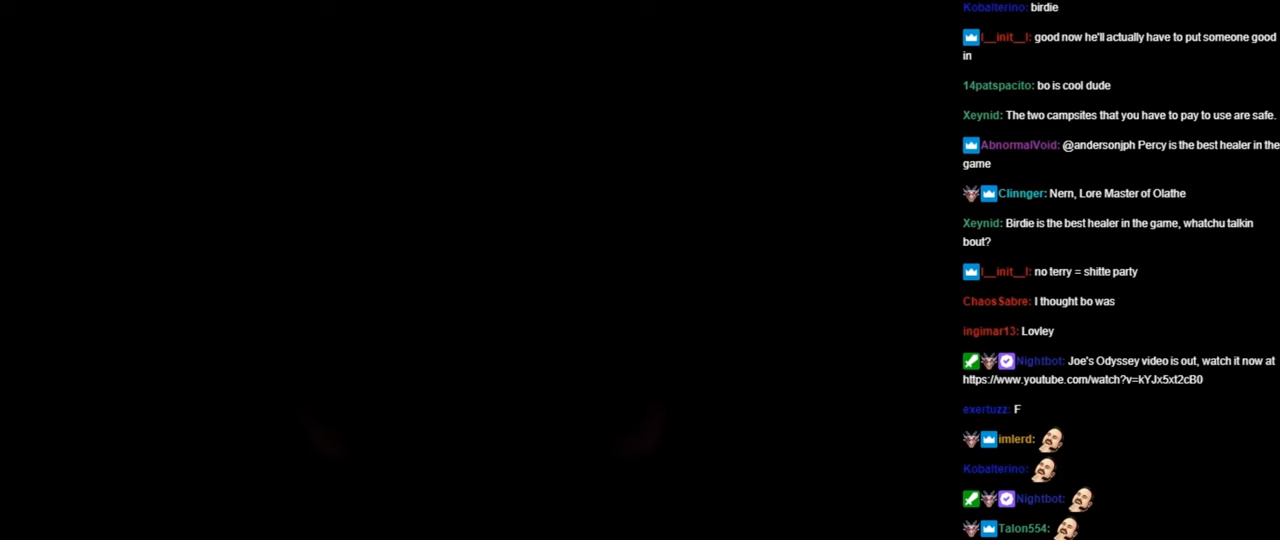 Kobalterino: birdie
l__init__l: good now he'll actually have to put someone good
in
14patspacito: bo is cool dude
Xeynid: The two campsites that you have to pay to use are safe.
AbnormalVoid: @andersonjph Percy is the best healer in the
game
Clinnger: Nern, Lore Master of Olathe
Xeynid: Birdie is the best healer in the game, whatchu talkin
bout?
l__init__l: no terry = shitte party
ChaosSabre: I thought bo was
ingimar13: Lovley
Nightbot: Joe's Odyssey video is out, watch it now at
https://www.youtube.com/watch?v=kYJx5xt2cB0
exertuzz: F
imlerd:
Kobalterino:
Nightbot:
Talon554: